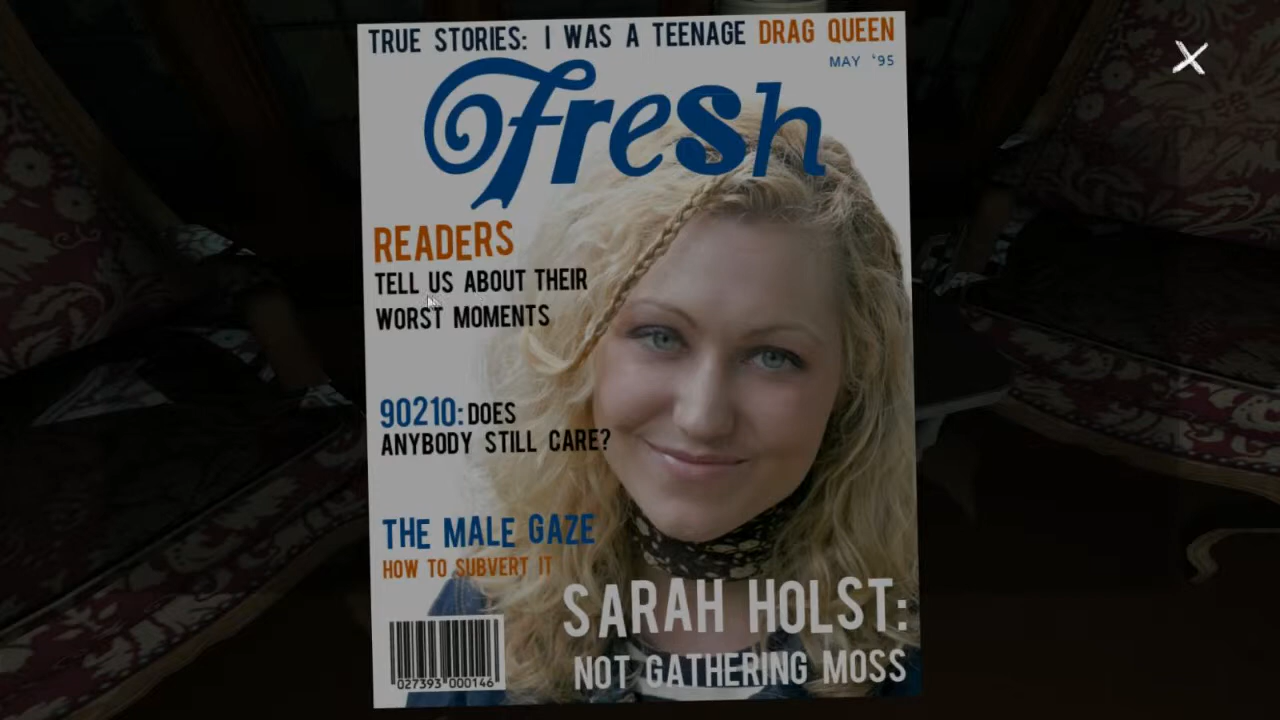 TRUE STORIES: I WAS A TEENAGE DRAG QUEEN
MAY '95
Fresh
READERS
TELL US ABOUT THEIR
WORST MOMENTS
90210: DOES
ANYBODY STILL CARE?
THE MALE GAZE
HOW TO SUBVERT IT
SARAH HOLST:
NOT GATHERING MOSS
027393 000146